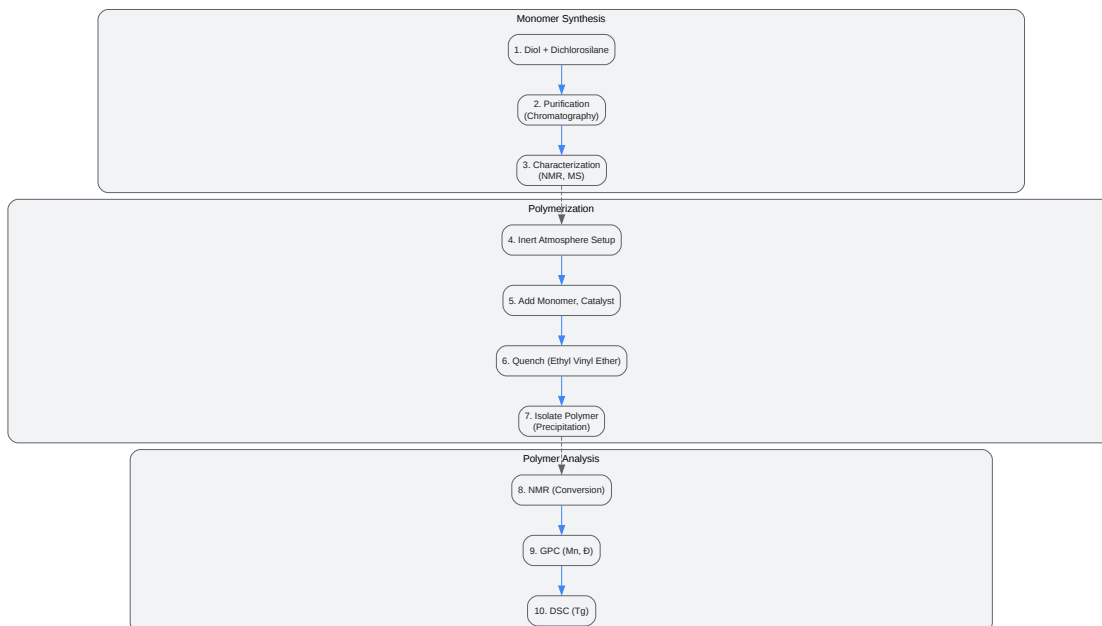 Monomer Synthesis
1. Diol + Dichlorosilane
2. Purification
(Chromatography)
3. Characterization
(NMR, MS)
Polymerization
4. Inert Atmosphere Setup
5. Add Monomer, Catalyst
6. Quench (Ethyl Vinyl Ether)
7. Isolate Polymer
(Precipitation)
Polymer Analysis
8. NMR (Conversion)
9. GPC (Mn, Đ)
10. DSC (Tg)